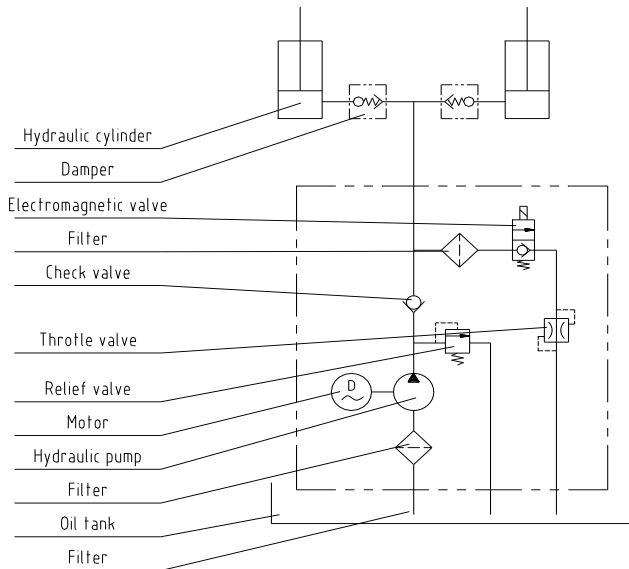 Hydraulic cylinder
Damper
Electromagnetic valve
Filter
Check valve
Throtle valve
Relief valve
D
Motor
Hydraulic pump
Filter
Oil tank
Filter